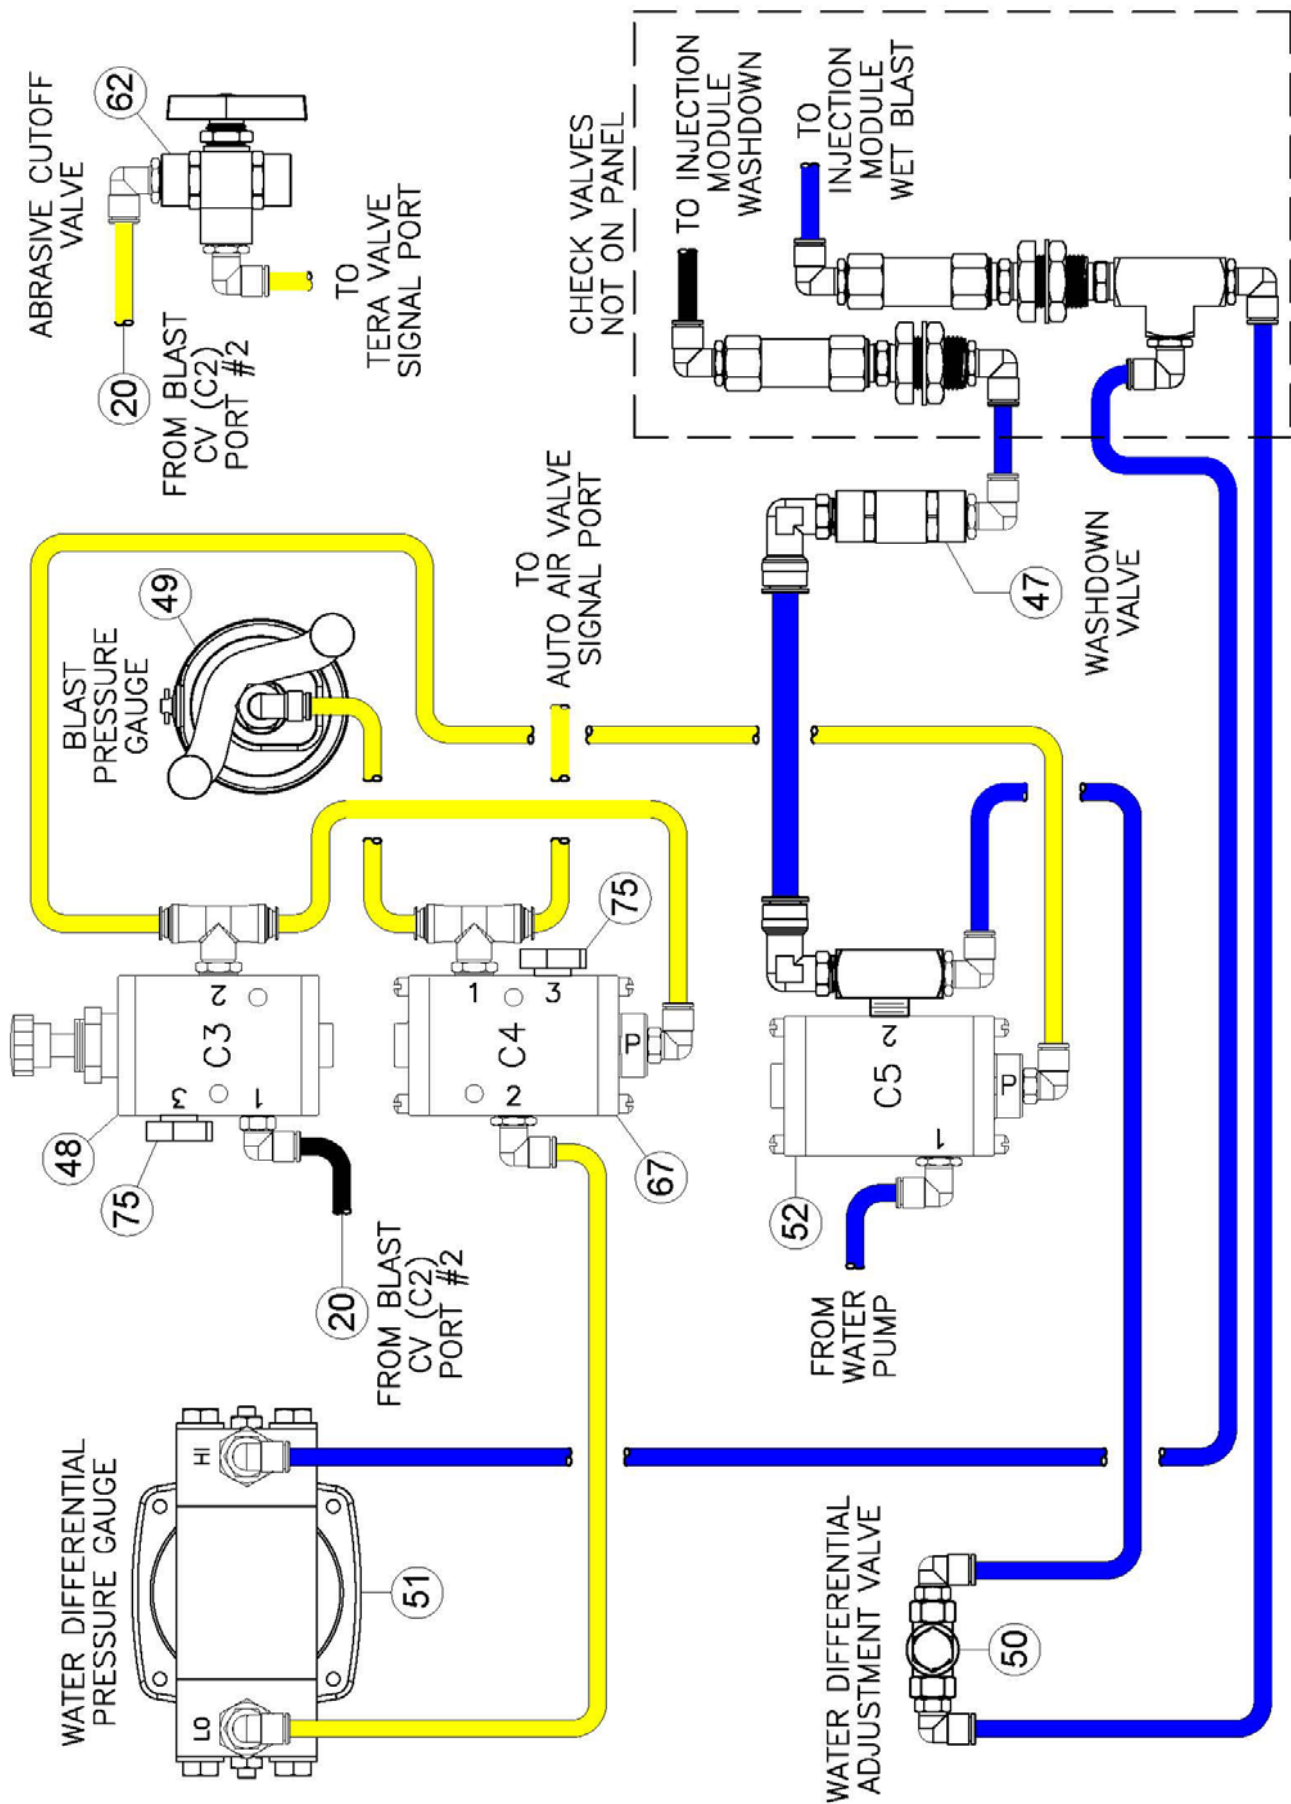 WATER DIFFERENTIAL
PRESSURE GAUGE
LO
HI
51
48
75
C3
2
3
1
20
FROM BLAST
CV (C2)
PORT #2
BLAST
PRESSURE
GAUGE
49
ABRASIVE CUTOFF
VALVE
62
20
FROM BLAST
CV (C2)
PORT #2
TO
TERA VALVE
SIGNAL PORT
C4
1
3
2
P
75
67
TO
AUTO AIR VALVE
SIGNAL PORT
CHECK VALVES
NOT ON PANEL
TO INJECTION
MODULE
WASHDOWN
TO
INJECTION
MODULE
WET BLAST
52
C5
2
1
P
FROM
WATER
PUMP
47
WASHDOWN
VALVE
WATER DIFFERENTIAL
ADJUSTMENT VALVE
50